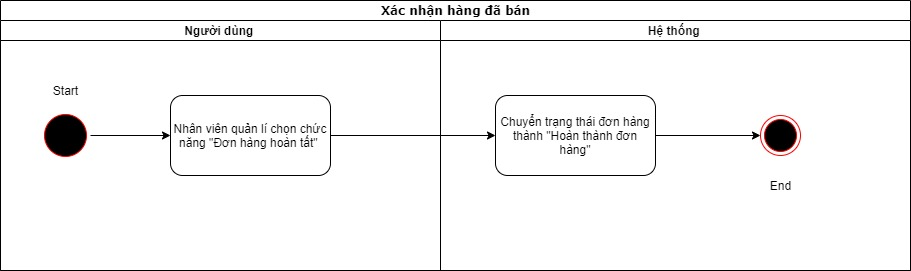 Xác nhận hàng đã bán
Người dùng
Hệ thống
Start
Nhân viên quản lí chọn chức
năng "Đơn hàng hoàn tất"
Chuyển trạng thái đơn hàng
thành "Hoàn thành đơn
hàng"
End